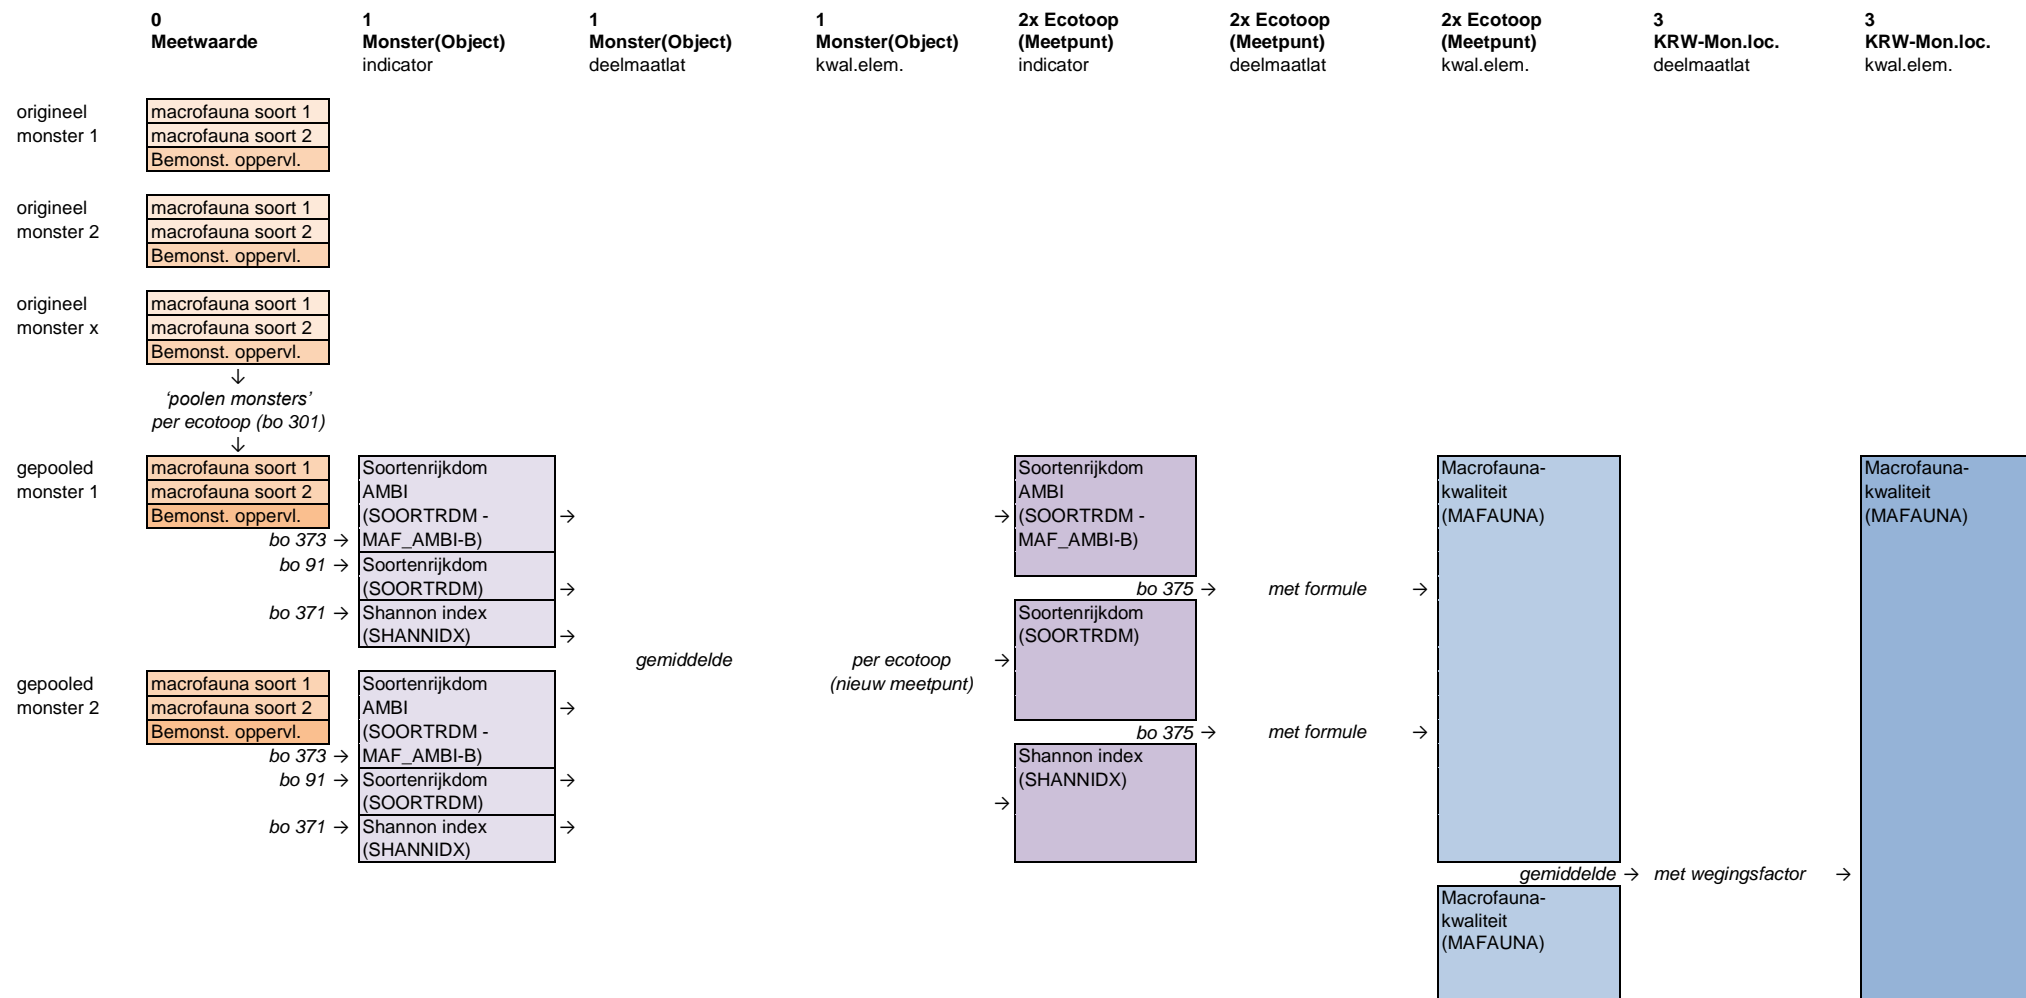 0 1 1 1 2x Ecotoop 2x Ecotoop 2x Ecotoop 3 3
Meetwaarde Monster(Object) Monster(Object) Monster(Object) (Meetpunt) (Meetpunt) (Meetpunt) KRW-Mon.loc. KRW-Mon.loc.
indicator deelmaatlat kwal.elem. indicator deelmaatlat kwal.elem. deelmaatlat kwal.elem.
origineel macrofauna soort 1
monster 1 macrofauna soort 2
Bemonst. oppervl.
origineel macrofauna soort 1
monster 2 macrofauna soort 2
Bemonst. oppervl.
origineel macrofauna soort 1
monster x macrofauna soort 2
Bemonst. oppervl.
↓
‘poolen monsters’
per ecotoop (bo 301)
↓
gepooled macrofauna soort 1 Soortenrijkdom Soortenrijkdom Macrofauna- Macrofauna-
monster 1 macrofauna soort 2 AMBI AMBI kwaliteit kwaliteit
Bemonst. oppervl. (SOORTRDM - → → (SOORTRDM - (MAFAUNA) (MAFAUNA)
bo 373 → MAF_AMBI-B) MAF_AMBI-B)
bo 91 → Soortenrijkdom
(SOORTRDM) → bo 375 → met formule →
bo 371 → Shannon index Soortenrijkdom
(SHANNIDX) → (SOORTRDM)
gemiddelde per ecotoop →
gepooled macrofauna soort 1 Soortenrijkdom (nieuw meetpunt)
monster 2 macrofauna soort 2 AMBI →
Bemonst. oppervl. (SOORTRDM - bo 375 → met formule →
bo 373 → MAF_AMBI-B) Shannon index
bo 91 → Soortenrijkdom → (SHANNIDX)
(SOORTRDM) →
bo 371 → Shannon index →
(SHANNIDX)
gemiddelde → met wegingsfactor →
Macrofauna-
kwaliteit
(MAFAUNA)